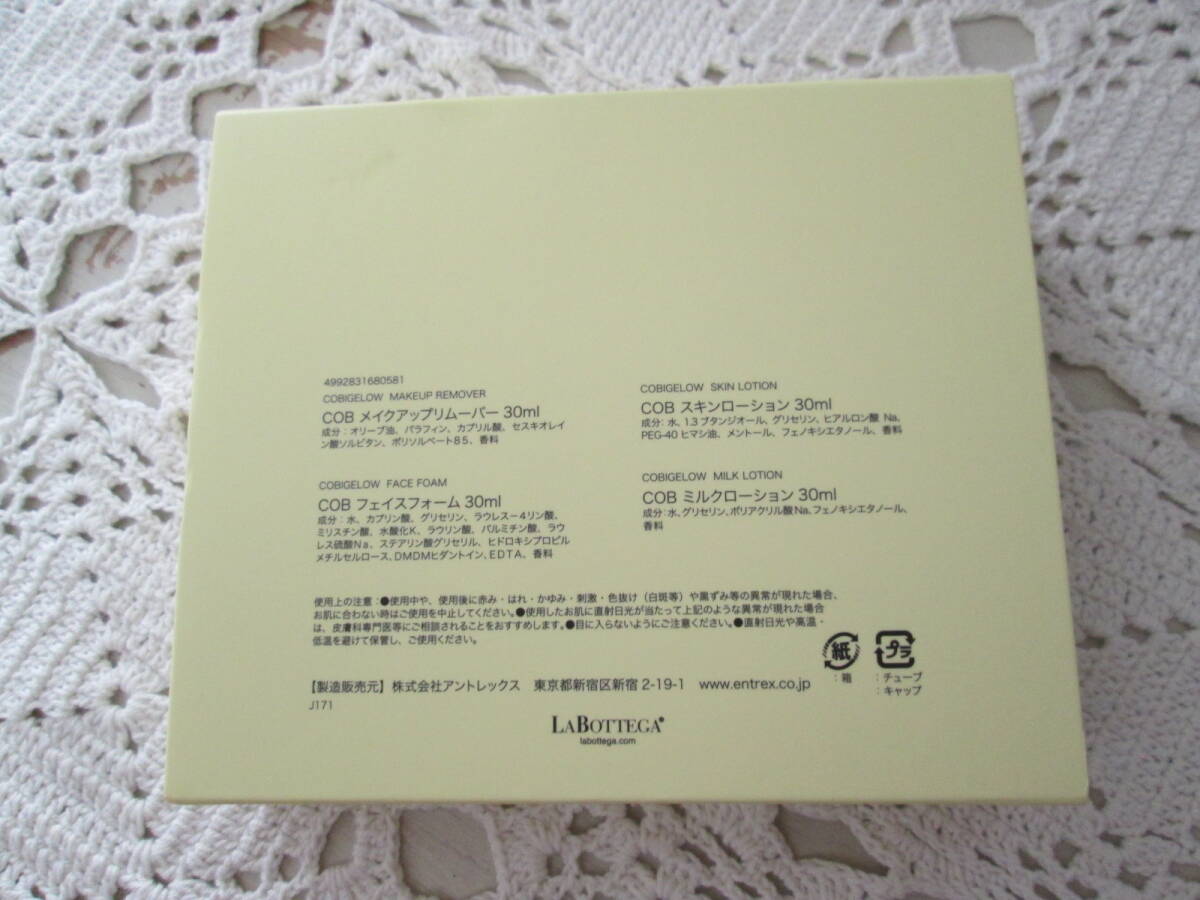 4992831680581
COBIGELOW MAKEUP REMOVER
COB メイクアップリムーバー 30ml
成分：オリーブ油、パラフィン、カプリル酸、セスキオレイ
ン酸ソルビタン、ポリソルベート85、香料
COBIGELOW FACE FOAM
COB フェイスフォーム 30ml
成分：水、カプリン酸、グリセリン、ラウレスー4リン酸、
ミリスチン酸、水酸化K、ラウリン酸、パルミチン酸、ラウ
レス硫酸Na、ステアリン酸グリセリル、ヒドロキシプロピル
メチルセルロース、DMDMヒダントイン、EDTA、香料
COBIGELOW SKIN LOTION
COB スキンローション 30ml
成分：水、1.3ブタンジオール、グリセリン、ヒアルロン酸 Na、
PEG-40 ヒマシ油、メントール、フェノキシエタノール、香料
COBIGELOW MILK LOTION
COB ミルクローション 30ml
成分：水、グリセリン、ポリアクリル酸Na、フェノキシエタノール、
香料
使用上の注意：●使用中や、使用後に赤み・はれ・かゆみ・刺激・色抜け（白斑等）や黒ずみ等の異常が現れた場合、
お肌に合わない時はご使用を中止してください。●使用したお肌に直射日光が当たって上記のような異常が現れた場合
は、皮膚科専門医等にご相談されることをおすすめします。●目に入らないようにご注意ください。●直射日光や高温・
低温を避けて保管し、ご使用ください。
紙
：箱
プラ
：チューブ
：キャップ
【製造販売元】株式会社アントレックス 東京都新宿区新宿 2-19-1 www.entrex.co.jp
J171
LABOTTEGA
labottega.com